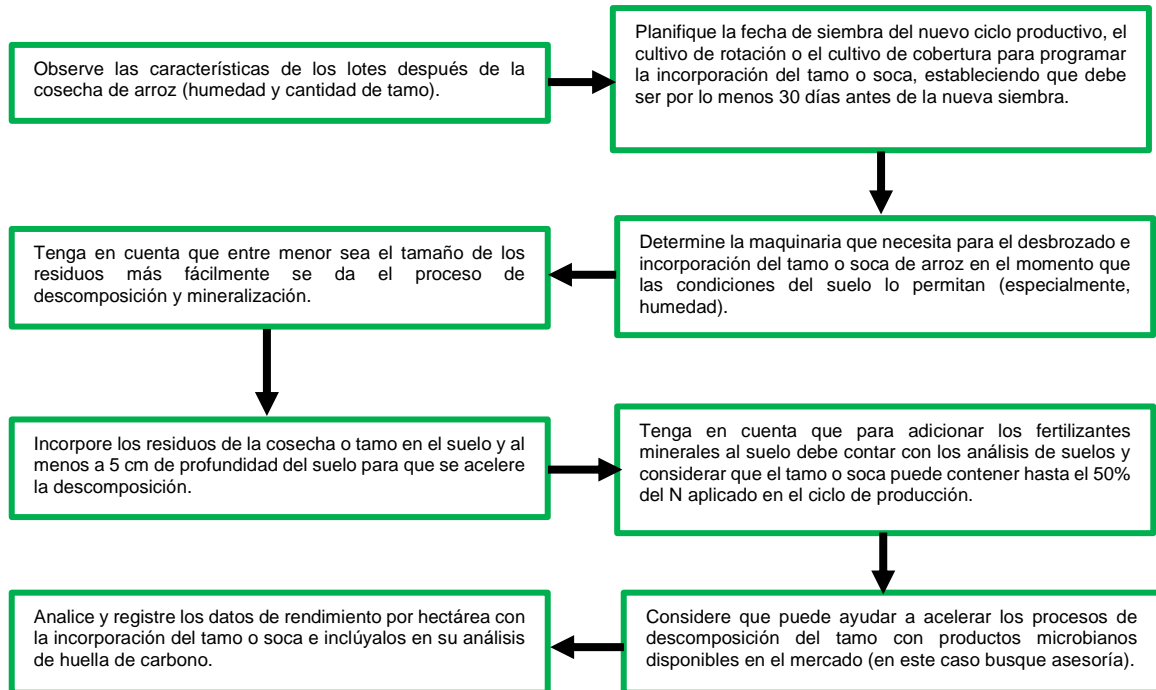 Observe las características de los lotes después de la
cosecha de arroz (humedad y cantidad de tamo).
Planifique la fecha de siembra del nuevo ciclo productivo, el
cultivo de rotación o el cultivo de cobertura para programar
la incorporación del tamo o soca, estableciendo que debe
ser por lo menos 30 días antes de la nueva siembra.
Determine la maquinaria que necesita para el desbrozado e
incorporación del tamo o soca de arroz en el momento que
las condiciones del suelo lo permitan (especialmente,
humedad).
Tenga en cuenta que entre menor sea el tamaño de los
residuos más fácilmente se da el proceso de
descomposición y mineralización.
Incorpore los residuos de la cosecha o tamo en el suelo y al
menos a 5 cm de profundidad del suelo para que se acelere
la descomposición.
Tenga en cuenta que para adicionar los fertilizantes
minerales al suelo debe contar con los análisis de suelos y
considerar que el tamo o soca puede contener hasta el 50%
del N aplicado en el ciclo de producción.
Considere que puede ayudar a acelerar los procesos de
descomposición del tamo con productos microbianos
disponibles en el mercado (en este caso busque asesoría).
Analice y registre los datos de rendimiento por hectárea con
la incorporación del tamo o soca e inclúyalos en su análisis
de huella de carbono.